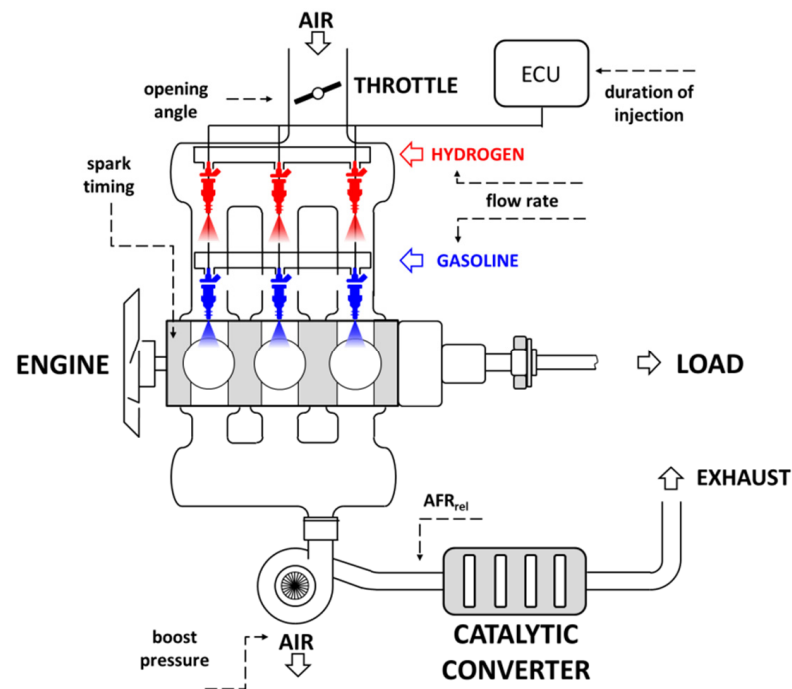 AIR
THROTTLE
opening
angle
ECU
duration of
injection
HYDROGEN
spark
timing
flow rate
GASOLINE
ENGINE
LOAD
EXHAUST
AFRrel
boost
pressure
AIR
CATALYTIC
CONVERTER